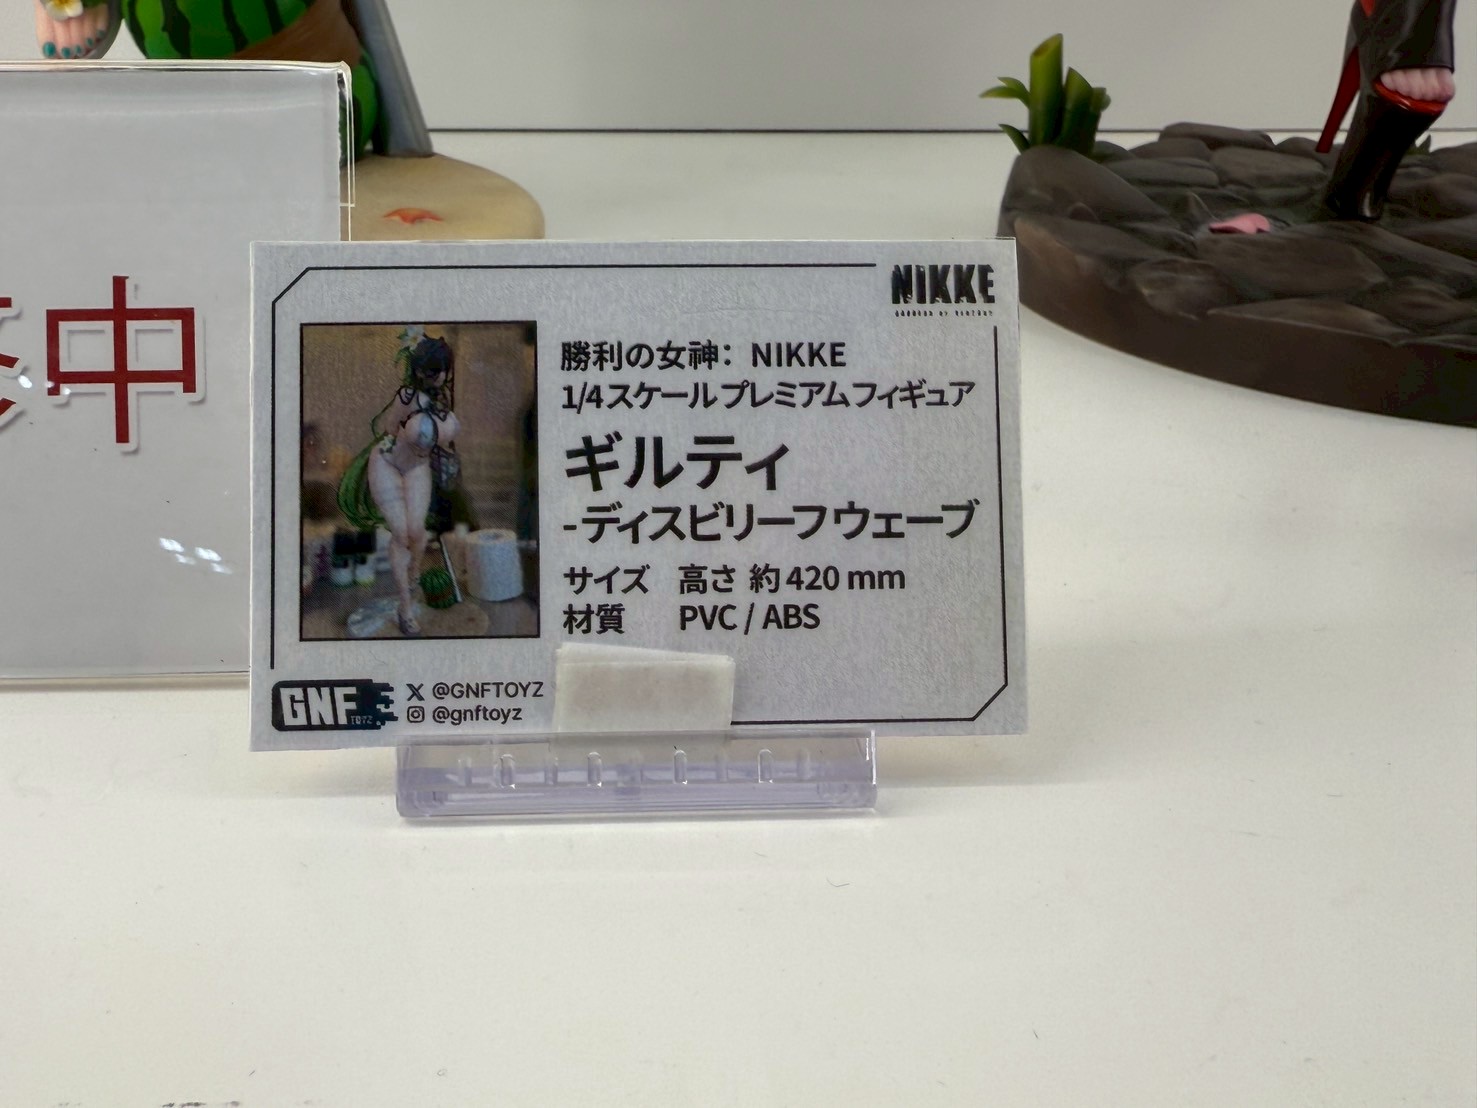 中
NIKKE
GODDESS OF VICTORY
勝利の女神：NIKKE
1/4スケールプレミアムフィギュア
ギルティ
-ディスビリーフウェーブ
サイズ 高さ 約420 mm
材質 PVC / ABS
GNF
TOYZ
X @GNFTOYZ
@gnftoyz